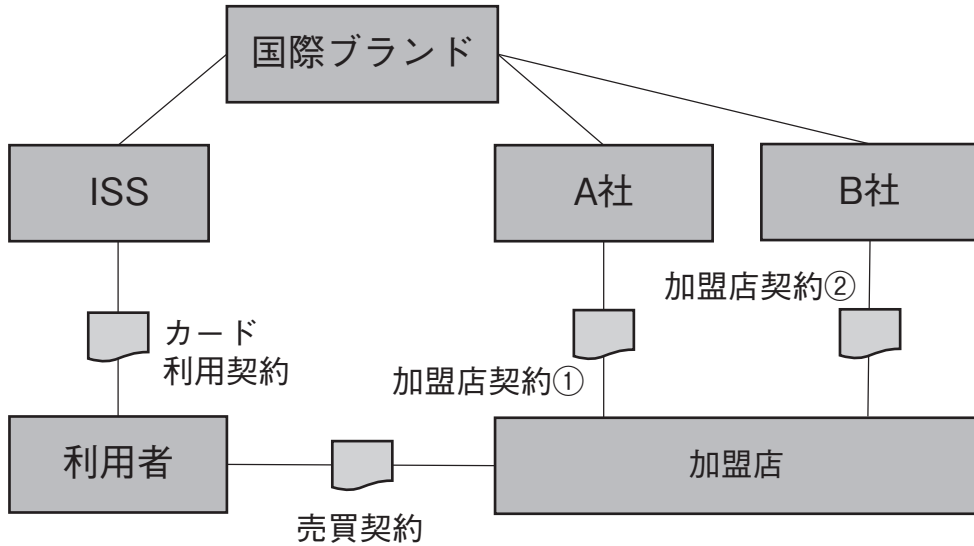 国際ブランド
ISS
A社
B社
加盟店契約②
カード
利用契約
加盟店契約①
利用者
加盟店
売買契約